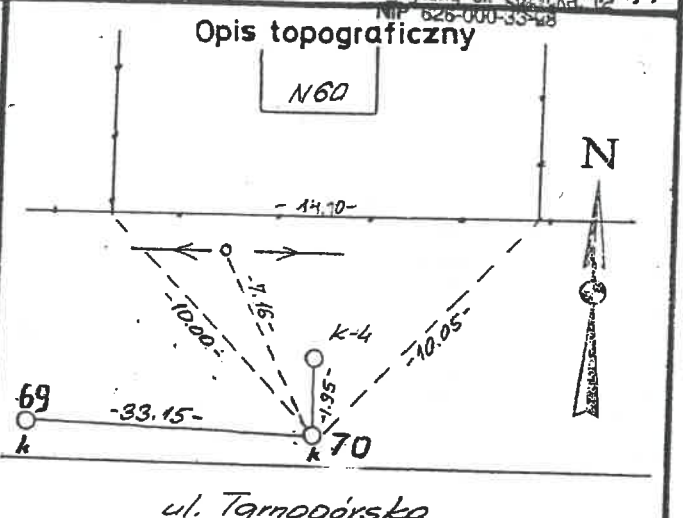 NIP 626-000-33-98
Opis topograficzny
N60
N
- 14,10-
-10.00-
-7.16-
-10.05-
K-4
-1.95-
69
-33.15-
k
k 70
ul. Tarnogórska